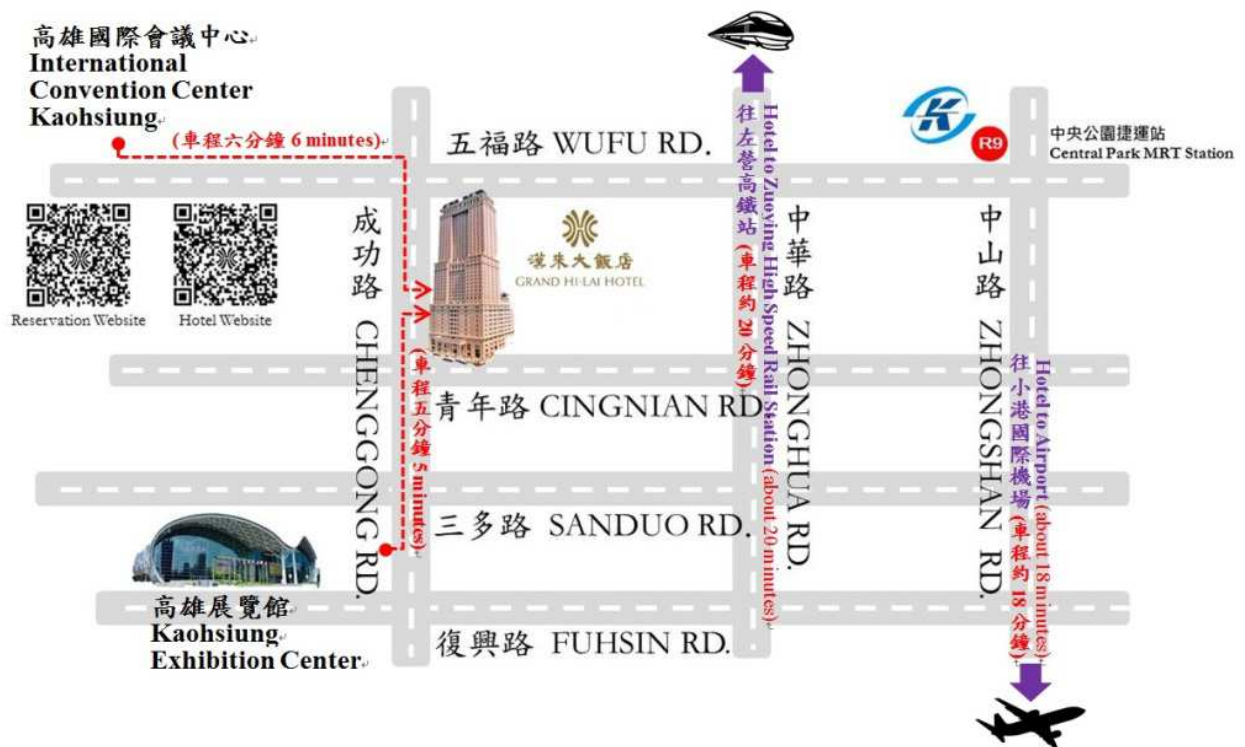 高雄國際會議中心
International
Convention Center
Kaohsiung
(車程六分鐘 6 minutes)
五福路 WUFU RD.
R9
中央公園捷運站
Central Park MRT Station
Reservation Website
Hotel Website
成功路 CHENGGONG RD.
漢來大飯店
GRAND HI-LAI HOTEL
往左營高鐵站 (車程約20分鐘)
Hotel to Zuoying High Speed Rail Station (about 20 minutes)
中華路 ZHONGHUA RD.
中山路 ZHONGSHAN RD.
往小港國際機場 (車程約18分鐘)
Hotel to Airport (about 18 minutes)
(車程五分鐘 5 minutes)
青年路 CINGNIAN RD.
三多路 SANDUO RD.
高雄展覽館
Kaohsiung
Exhibition Center
復興路 FUHSIN RD.